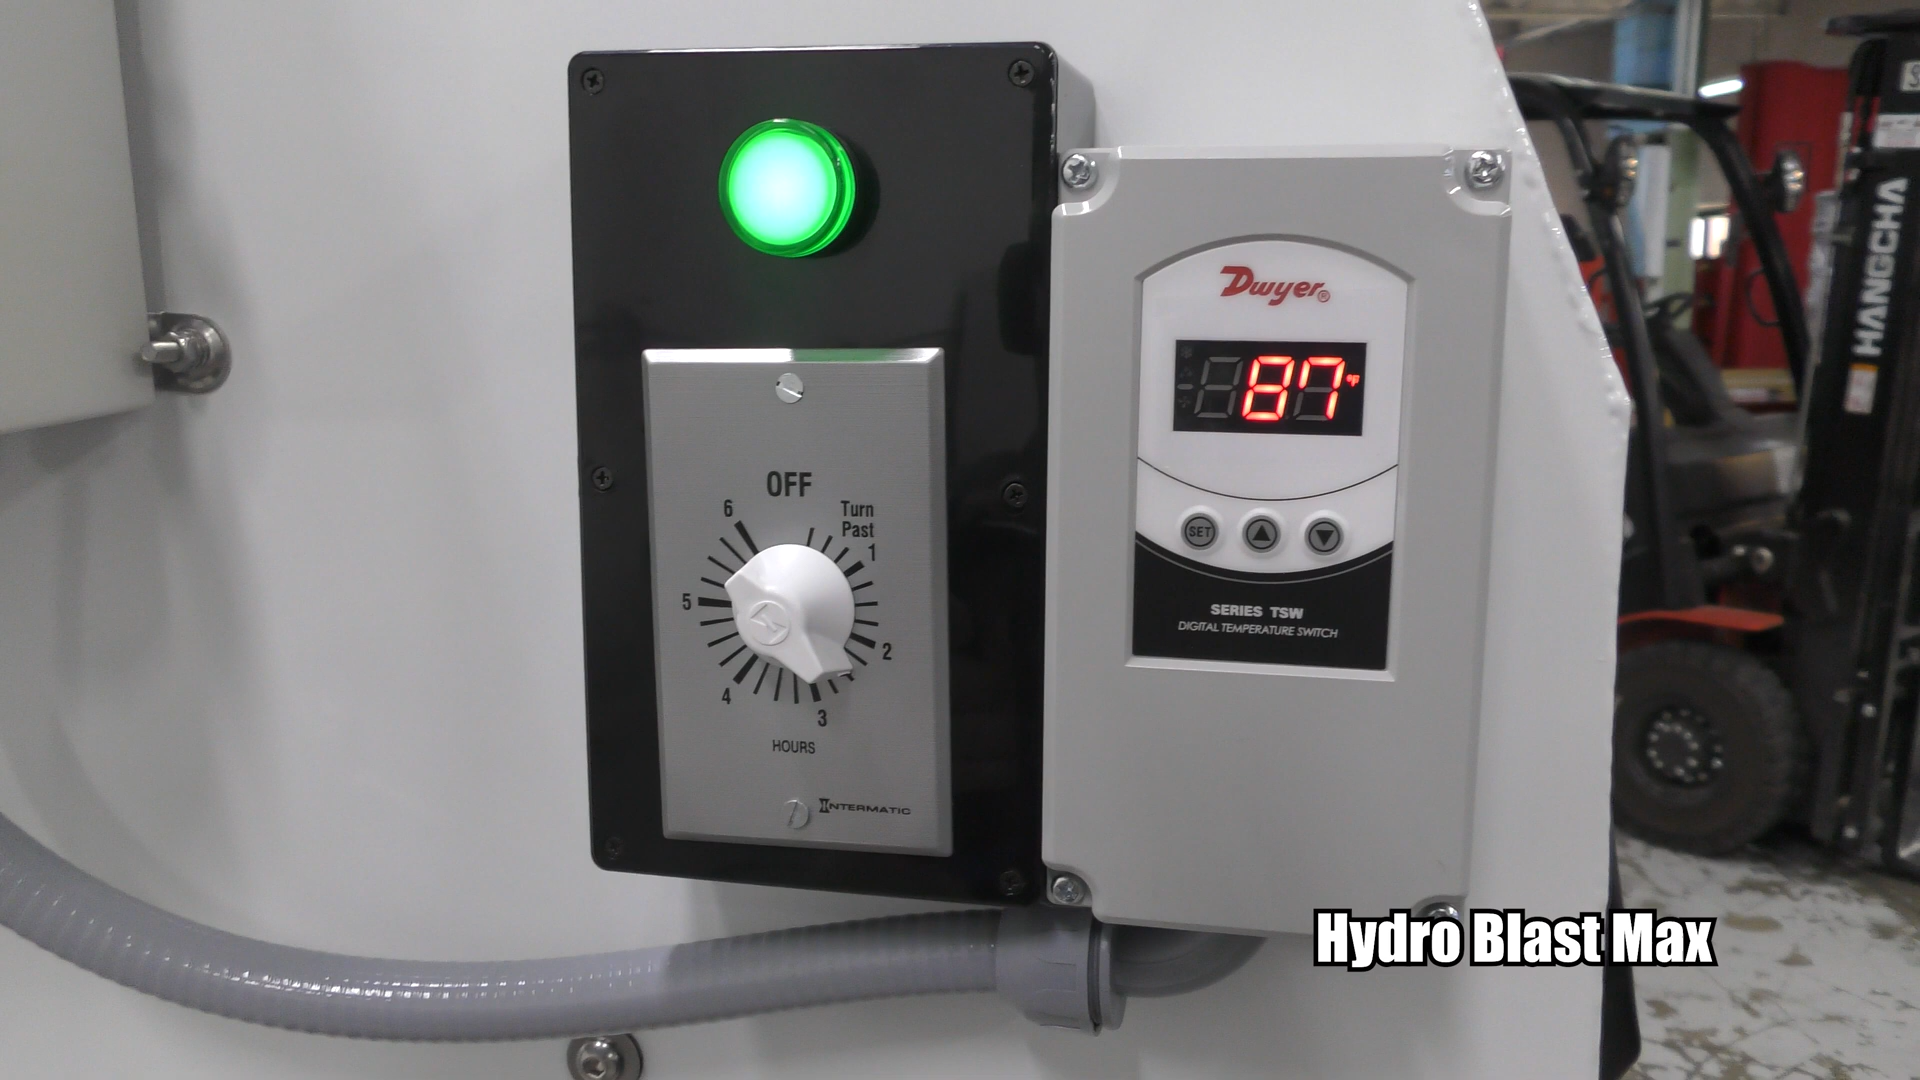 OFF
6
Turn
Past
1
5
2
4
3
HOURS
INTERMATIC
Dwyer®
87 °F
SET
SERIES TSW
DIGITAL TEMPERATURE SWITCH
HANGCHA
Hydro Blast Max